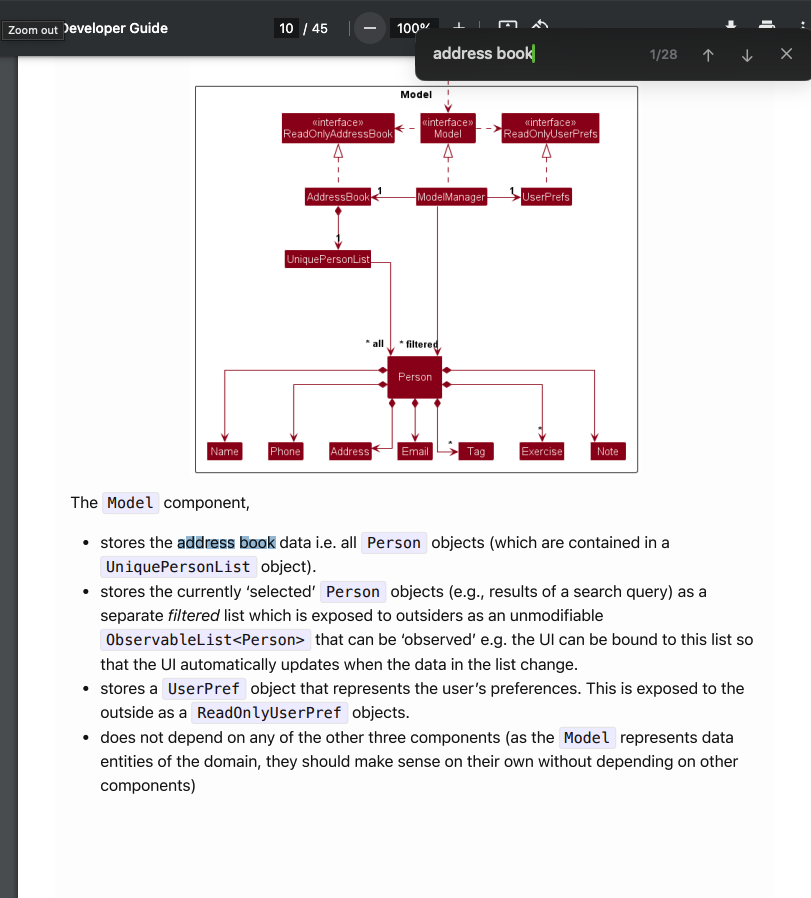 Zoom out
Developer Guide
10 / 45
100%
address book
1/28
Model
«interface»
ReadOnlyAddressBook
«interface»
Model
«interface»
ReadOnlyUserPrefs
AddressBook
1
ModelManager
1
UserPrefs
1
UniquePersonList
* all
* filtered
Person
*
*
Name
Phone
Address
Email
Tag
Exercise
Note
The Model component,
• stores the address book data i.e. all Person objects (which are contained in a
UniquePersonList object).
• stores the currently ‘selected’ Person objects (e.g., results of a search query) as a
separate filtered list which is exposed to outsiders as an unmodifiable
ObservableList<Person> that can be ‘observed’ e.g. the UI can be bound to this list so
that the UI automatically updates when the data in the list change.
• stores a UserPref object that represents the user’s preferences. This is exposed to the
outside as a ReadOnlyUserPref objects.
• does not depend on any of the other three components (as the Model represents data
entities of the domain, they should make sense on their own without depending on other
components)